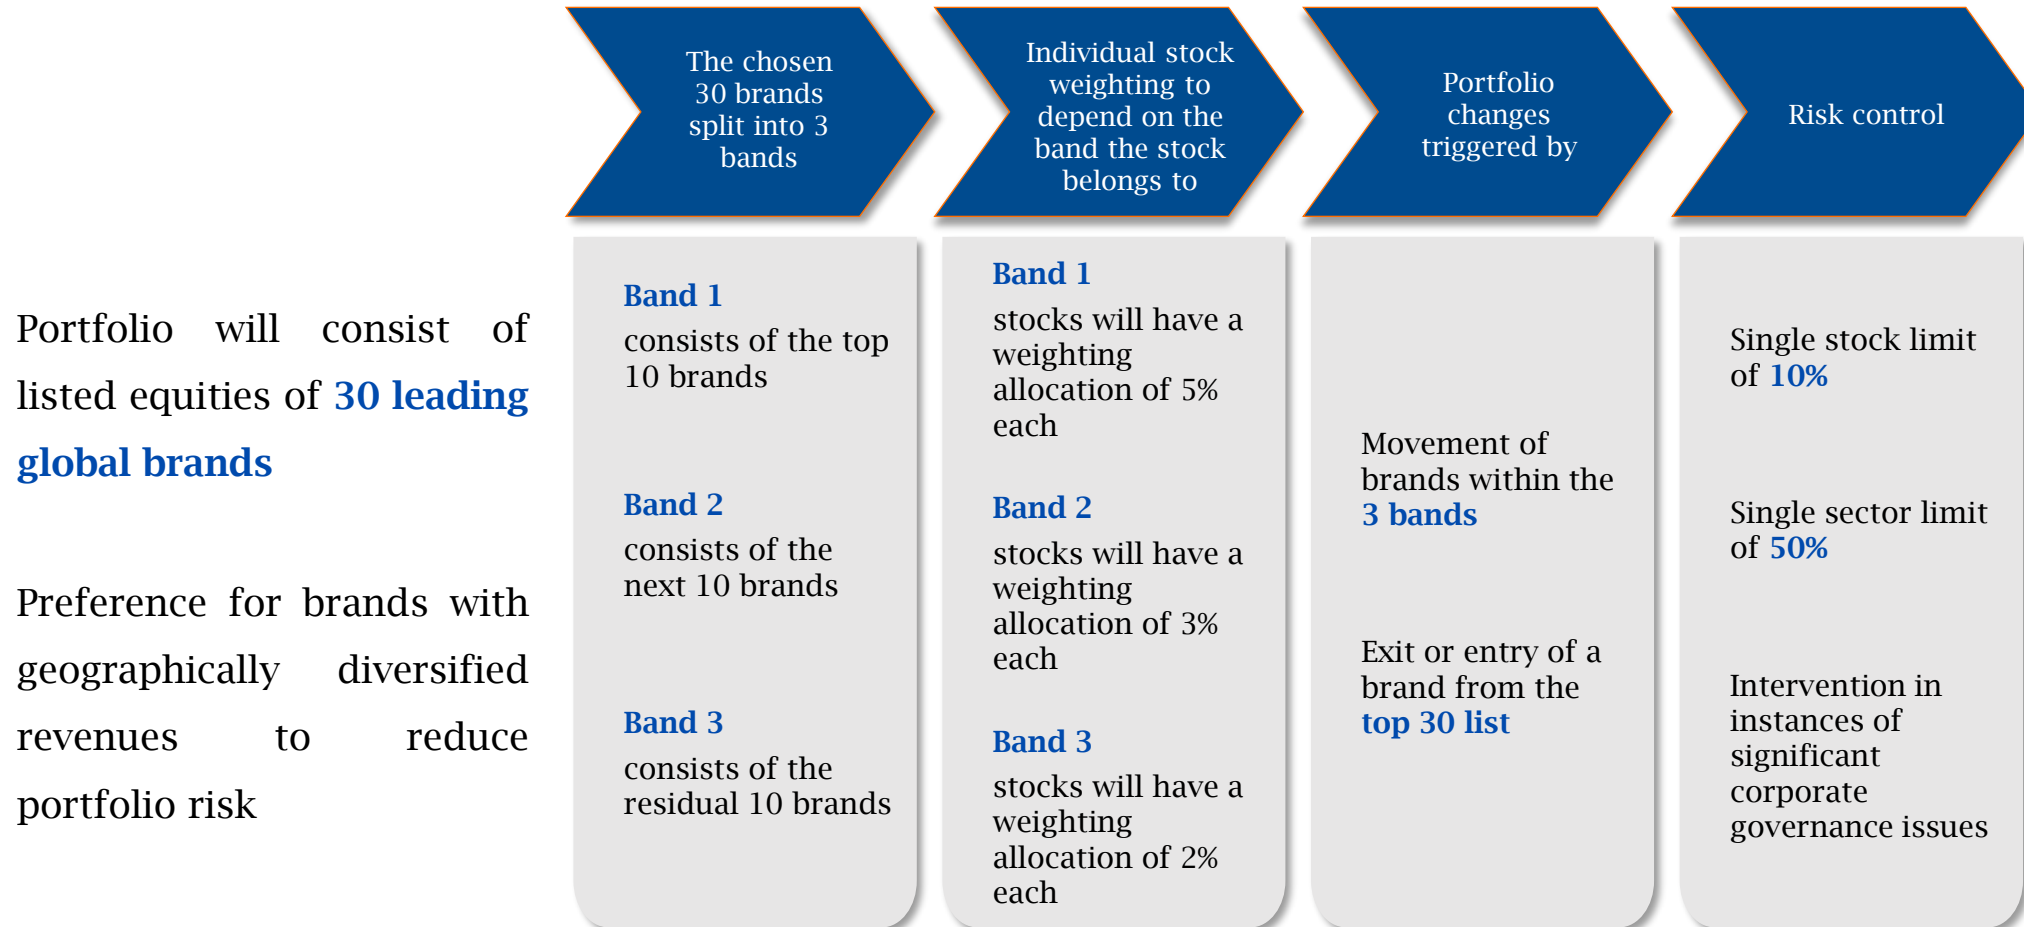 Portfolio will consist of
listed equities of 30 leading
global brands
Preference for brands with
geographically diversified
revenues to reduce
portfolio risk
The chosen
30 brands
split into 3
bands
Band 1
consists of the top
10 brands
Band 2
consists of the
next 10 brands
Band 3
consists of the
residual 10 brands
Individual stock
weighting to
depend on the
band the stock
belongs to
Band 1
stocks will have a
weighting
allocation of 5%
each
Band 2
stocks will have a
weighting
allocation of 3%
each
Band 3
stocks will have a
weighting
allocation of 2%
each
Portfolio
changes
triggered by
Movement of
brands within the
3 bands
Exit or entry of a
brand from the
top 30 list
Risk control
Single stock limit
of 10%
Single sector limit
of 50%
Intervention in
instances of
significant
corporate
governance issues